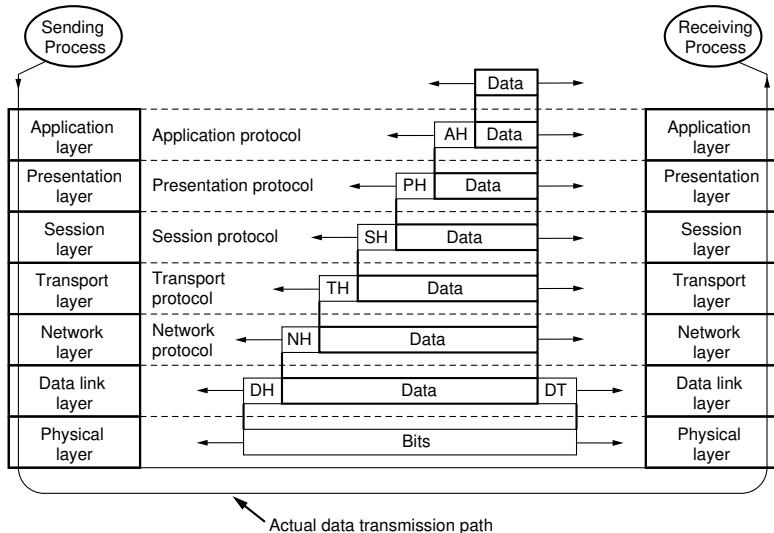 Sending
Process
Receiving
Process
Data
Application
layer
Application protocol
AH
Data
Application
layer
Presentation
layer
Presentation protocol
PH
Data
Presentation
layer
Session
layer
Session protocol
SH
Data
Session
layer
Transport
layer
Transport
protocol
TH
Data
Transport
layer
Network
layer
Network
protocol
NH
Data
Network
layer
Data link
layer
DH
Data
DT
Data link
layer
Physical
layer
Bits
Physical
layer
Actual data transmission path